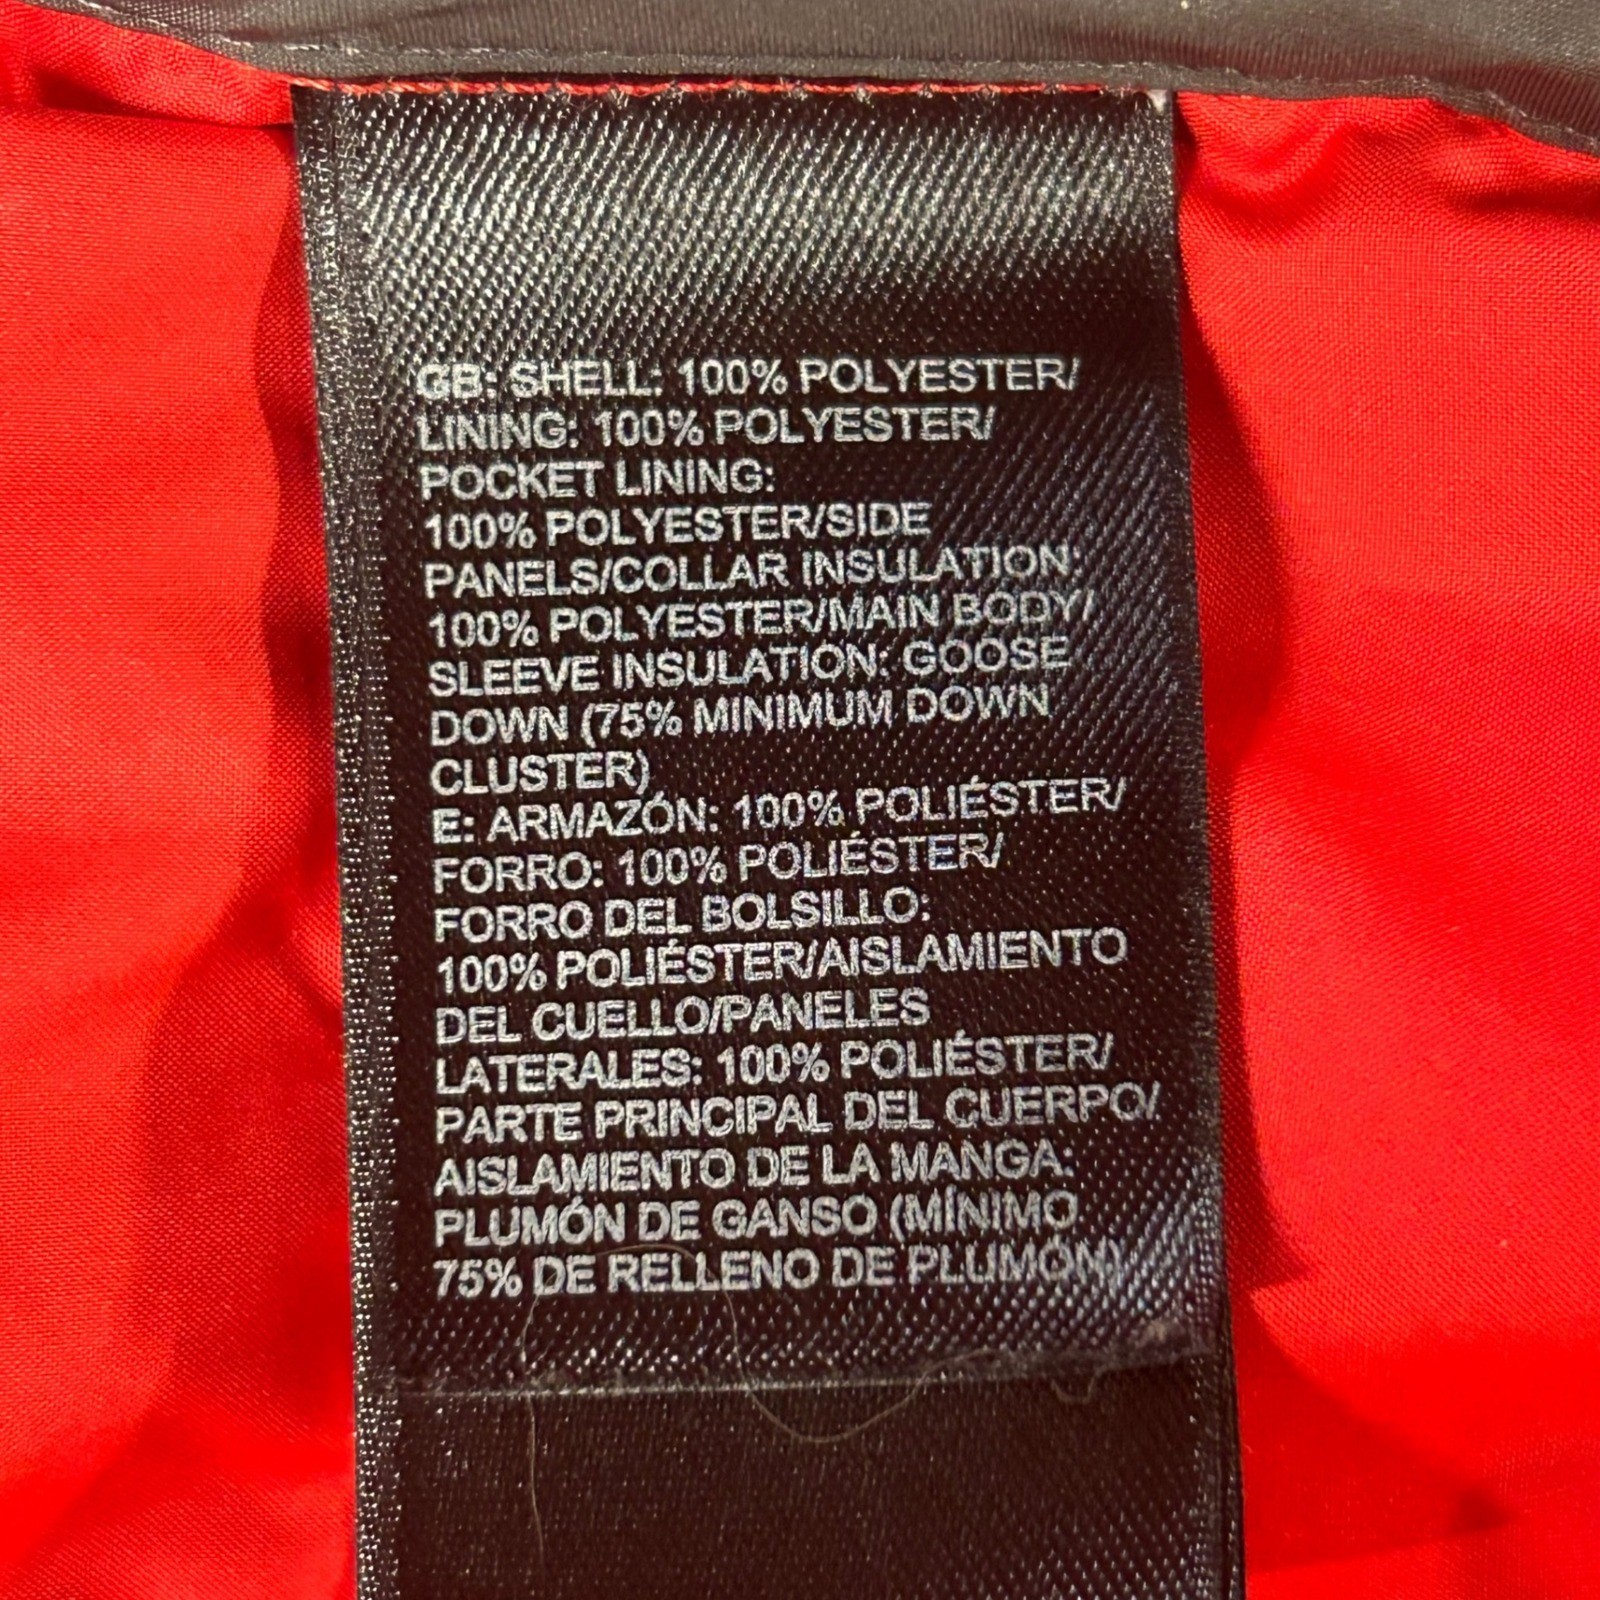 GB: SHELL: 100% POLYESTER/
LINING: 100% POLYESTER/
POCKET LINING:
100% POLYESTER/SIDE
PANELS/COLLAR INSULATION:
100% POLYESTER/MAIN BODY/
SLEEVE INSULATION: GOOSE
DOWN (75% MINIMUM DOWN
CLUSTER)
E: ARMAZÓN: 100% POLIÉSTER/
FORRO: 100% POLIÉSTER/
FORRO DEL BOLSILLO:
100% POLIÉSTER/AISLAMIENTO
DEL CUELLO/PANELES
LATERALES: 100% POLIÉSTER/
PARTE PRINCIPAL DEL CUERPO/
AISLAMIENTO DE LA MANGA:
PLUMÓN DE GANSO (MÍNIMO
75% DE RELLENO DE PLUMÓN)